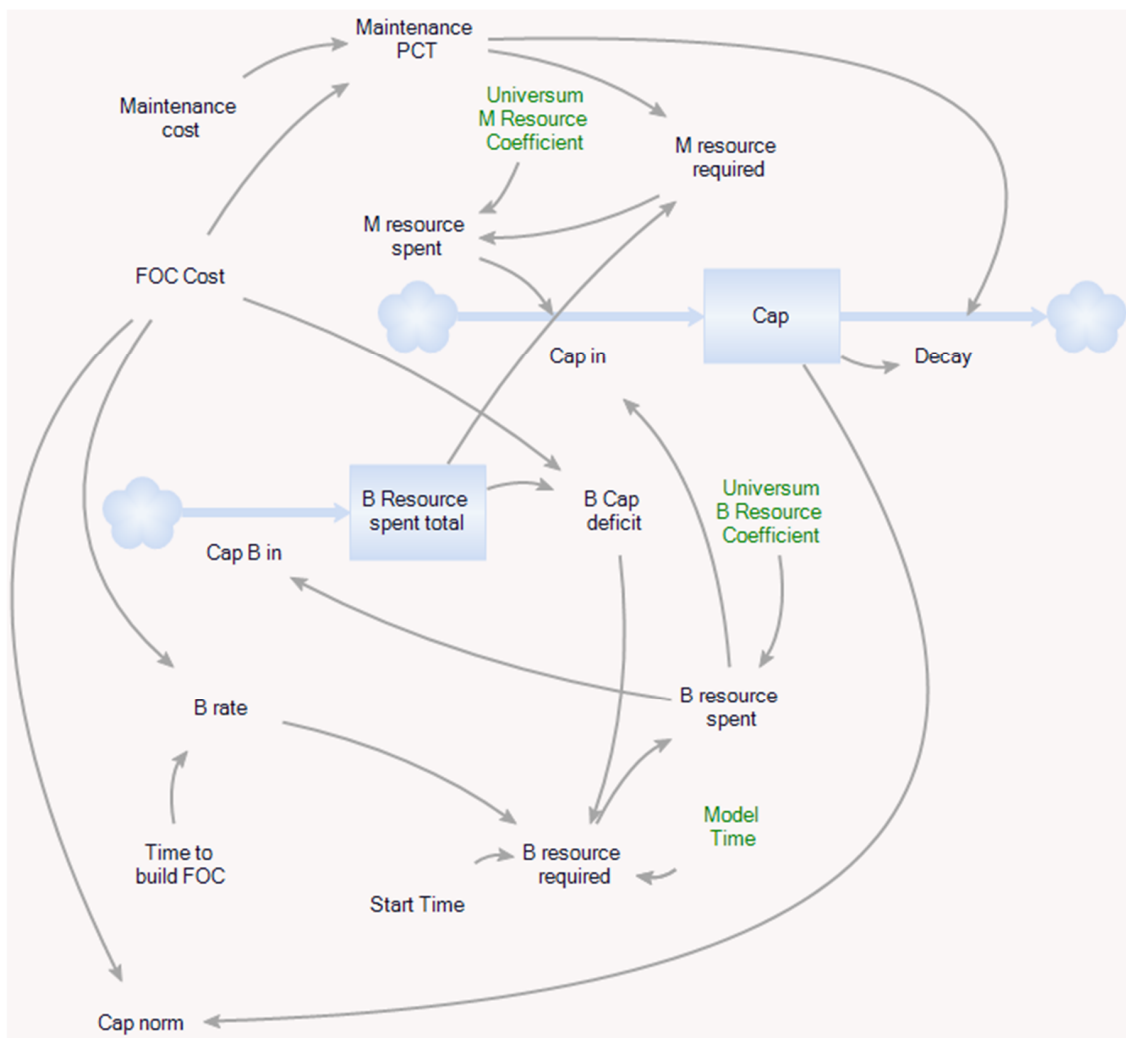 Maintenance
PCT
Maintenance
cost
Universum
M Resource
Coefficient
M resource
required
M resource
spent
FOC Cost
Cap
Cap in
Decay
B Resource
spent total
B Cap
deficit
Universum
B Resource
Coefficient
Cap B in
B rate
B resource
spent
Model
Time
Time to
build FOC
B resource
required
Start Time
Cap norm